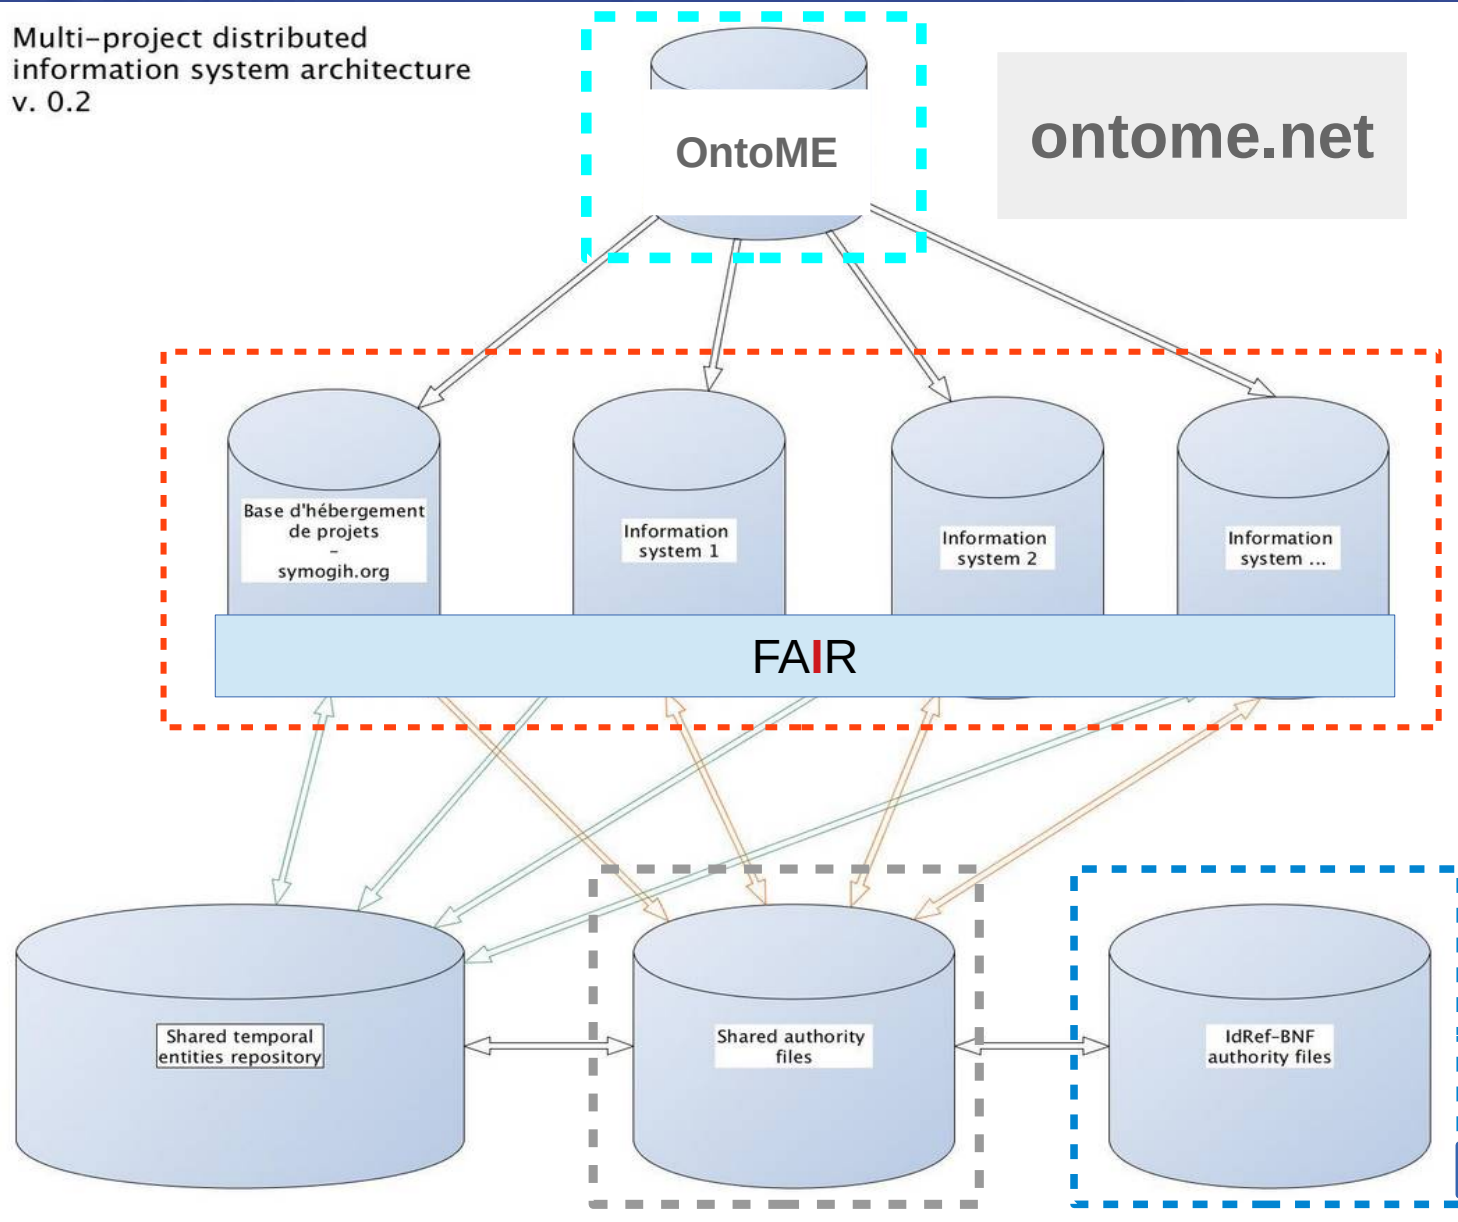 Multi-project distributed
information system architecture
v. 0.2
OntoME
ontome.net
Base d'hébergement
de projets
–
symogih.org
Information
system 1
Information
system 2
Information
system ...
FAIR
Shared temporal
entities repository
Shared authority
files
IdRef-BNF
authority files